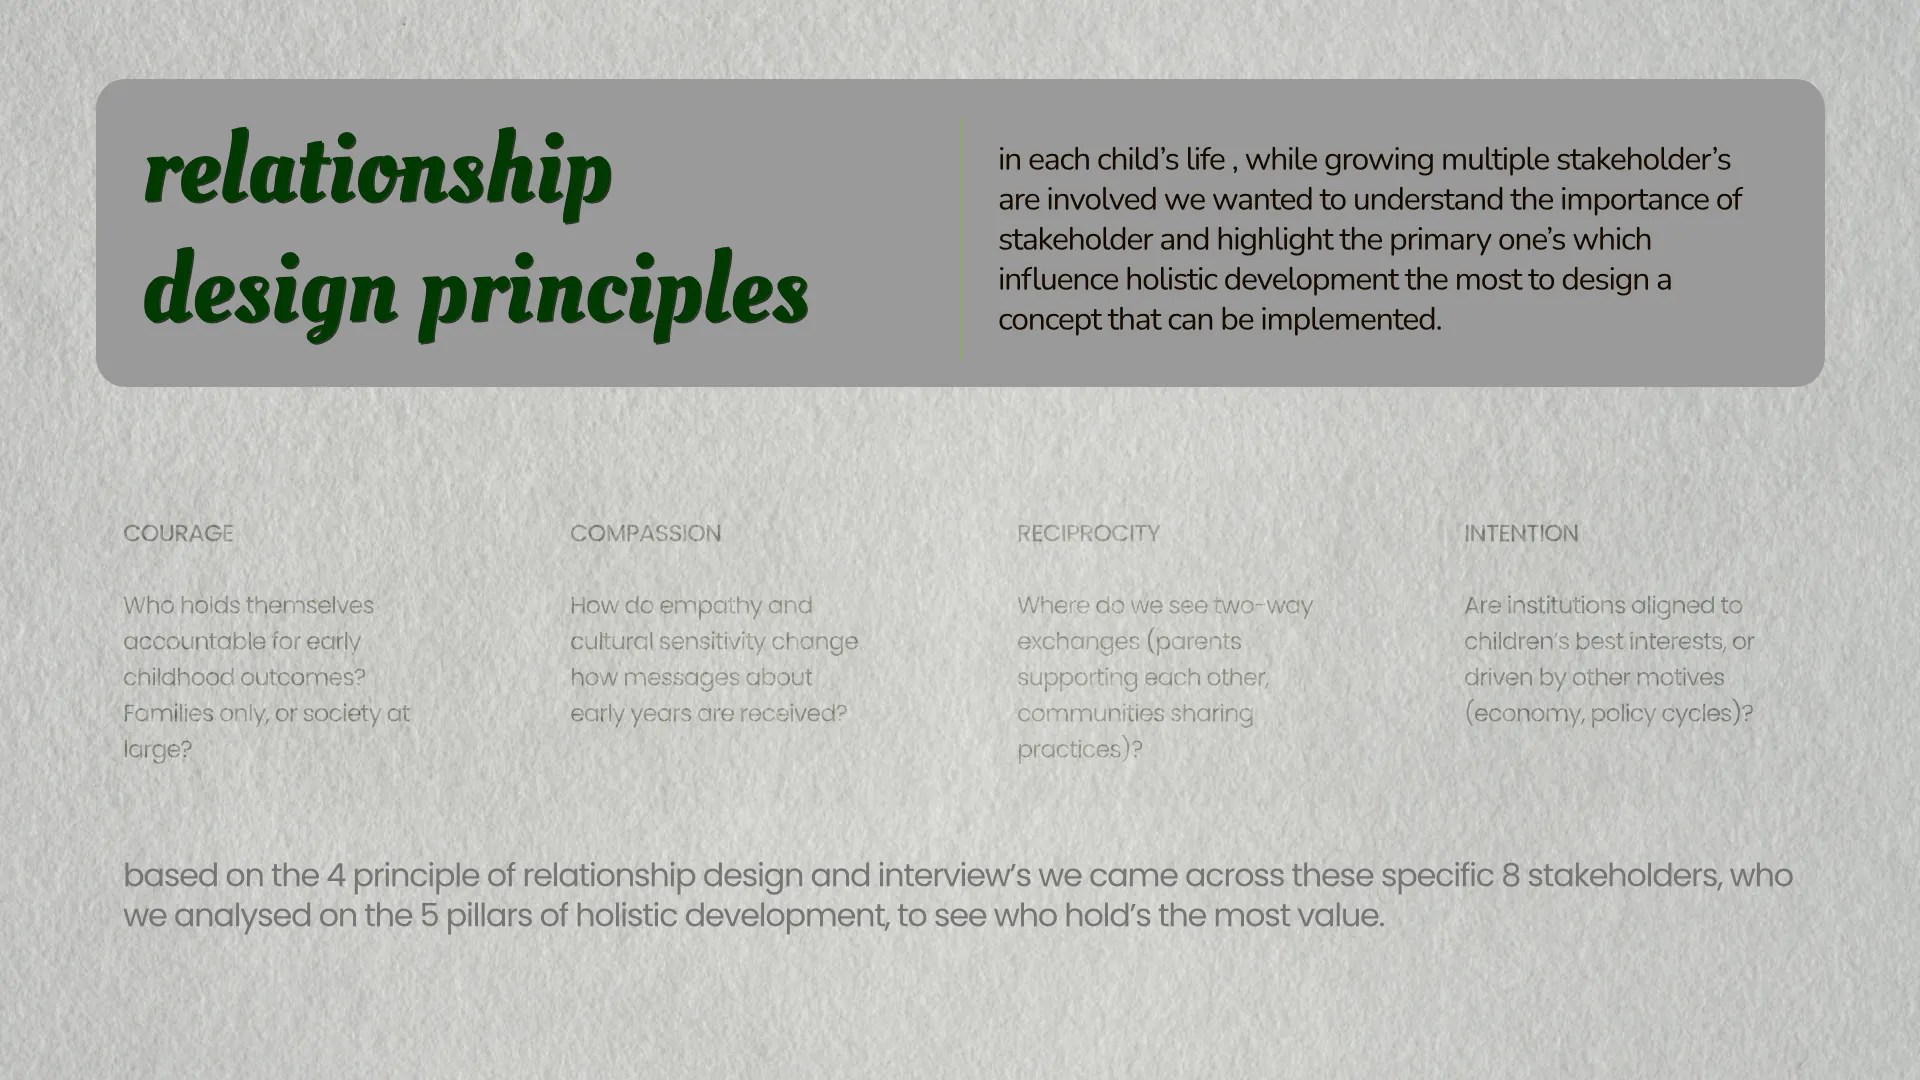 relationship
design principles
in each child’s life , while growing multiple stakeholder’s
are involved we wanted to understand the importance of
stakeholder and highlight the primary one’s which
influence holistic development the most to design a
concept that can be implemented.
COURAGE
Who holds themselves
accountable for early
childhood outcomes?
Families only, or society at
large?
COMPASSION
How do empathy and
cultural sensitivity change
how messages about
early years are received?
RECIPROCITY
Where do we see two-way
exchanges (parents
supporting each other,
communities sharing
practices)?
INTENTION
Are institutions aligned to
children’s best interests, or
driven by other motives
(economy, policy cycles)?
based on the 4 principle of relationship design and interview’s we came across these specific 8 stakeholders, who
we analysed on the 5 pillars of holistic development, to see who hold’s the most value.